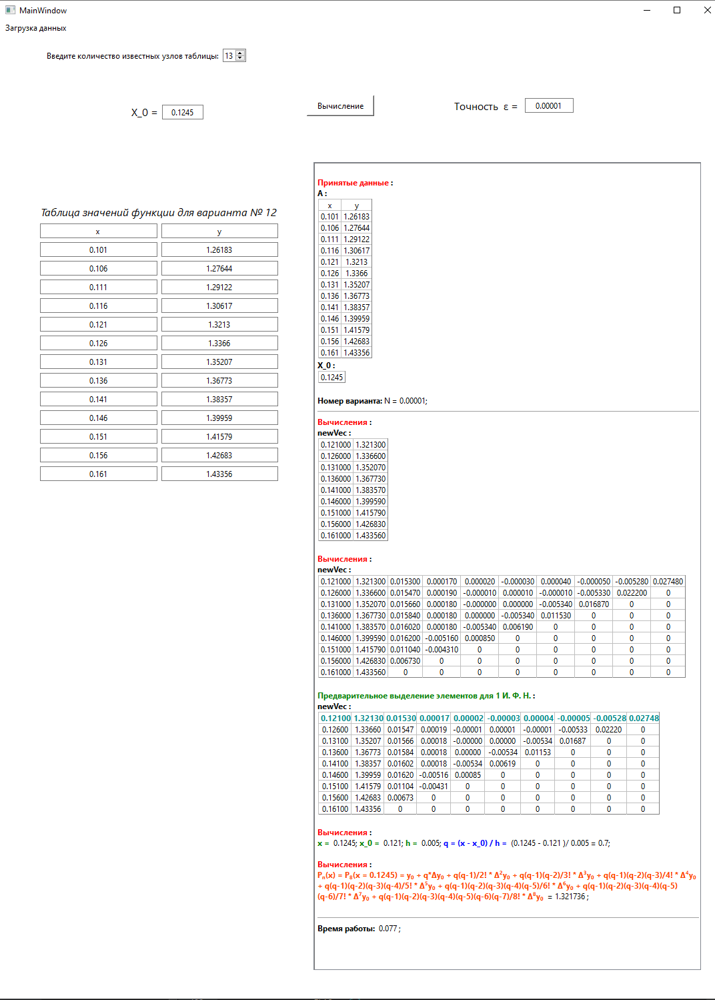 MainWindow
Загрузка данных
Введите количество известных узлов таблицы: 13
X_0 = 0.1245
Вычисление
Точность ε = 0.00001
Таблица значений функции для варианта № 12
x y
0.101 1.26183
0.106 1.27644
0.111 1.29122
0.116 1.30617
0.121 1.3213
0.126 1.3366
0.131 1.35207
0.136 1.36773
0.141 1.38357
0.146 1.39959
0.151 1.41579
0.156 1.42683
0.161 1.43356
Принятые данные :
A :
x y
0.101 1.26183
0.106 1.27644
0.111 1.29122
0.116 1.30617
0.121 1.3213
0.126 1.3366
0.131 1.35207
0.136 1.36773
0.141 1.38357
0.146 1.39959
0.151 1.41579
0.156 1.42683
0.161 1.43356
X_0 :
0.1245
Номер варианта: N = 0.00001;
Вычисления :
newVec :
0.121000 1.321300
0.126000 1.336600
0.131000 1.352070
0.136000 1.367730
0.141000 1.383570
0.146000 1.399590
0.151000 1.415790
0.156000 1.426830
0.161000 1.433560
Вычисления :
newVec :
0.121000 1.321300 0.015300 0.000170 0.000020 -0.000030 0.000040 -0.000050 -0.005280 0.027480
0.126000 1.336600 0.015470 0.000190 -0.000010 0.000010 -0.000010 -0.005330 0.022200 0
0.131000 1.352070 0.015660 0.000180 -0.000000 0.000000 -0.005340 0.016870 0 0
0.136000 1.367730 0.015840 0.000180 0.000000 -0.005340 0.011530 0 0 0
0.141000 1.383570 0.016020 0.000180 -0.005340 0.006190 0 0 0 0
0.146000 1.399590 0.016200 -0.005160 0.000850 0 0 0 0 0
0.151000 1.415790 0.011040 -0.004310 0 0 0 0 0 0
0.156000 1.426830 0.006730 0 0 0 0 0 0 0
0.161000 1.433560 0 0 0 0 0 0 0 0
Предварительное выделение элементов для 1 И. Ф. Н. :
newVec :
0.12100 1.32130 0.01530 0.00017 0.00002 -0.00003 0.00004 -0.00005 -0.00528 0.02748
0.12600 1.33660 0.01547 0.00019 -0.00001 0.00001 -0.00001 -0.00533 0.02220 0
0.13100 1.35207 0.01566 0.00018 -0.00000 0.00000 -0.00534 0.01687 0 0
0.13600 1.36773 0.01584 0.00018 0.00000 -0.00534 0.01153 0 0 0
0.14100 1.38357 0.01602 0.00018 -0.00534 0.00619 0 0 0 0
0.14600 1.39959 0.01620 -0.00516 0.00085 0 0 0 0 0
0.15100 1.41579 0.01104 -0.00431 0 0 0 0 0 0
0.15600 1.42683 0.00673 0 0 0 0 0 0 0
0.16100 1.43356 0 0 0 0 0 0 0 0
Вычисления :
x = 0.1245; x_0 = 0.121; h = 0.005; q = (x - x_0) / h = (0.1245 - 0.121 )/ 0.005 = 0.7;
Вычисления :
Pₙ(x) = P₈(x = 0.1245) = y₀ + q*Δy₀ + q(q-1)/2! * Δ²y₀ + q(q-1)(q-2)/3! * Δ³y₀ + q(q-1)(q-2)(q-3)/4! * Δ⁴y₀
+ q(q-1)(q-2)(q-3)(q-4)/5! * Δ⁵y₀ + q(q-1)(q-2)(q-3)(q-4)(q-5)/6! * Δ⁶y₀ + q(q-1)(q-2)(q-3)(q-4)(q-5)
(q-6)/7! * Δ⁷y₀ + q(q-1)(q-2)(q-3)(q-4)(q-5)(q-6)(q-7)/8! * Δ⁸y₀ = 1.321736 ;
Время работы: 0.077 ;